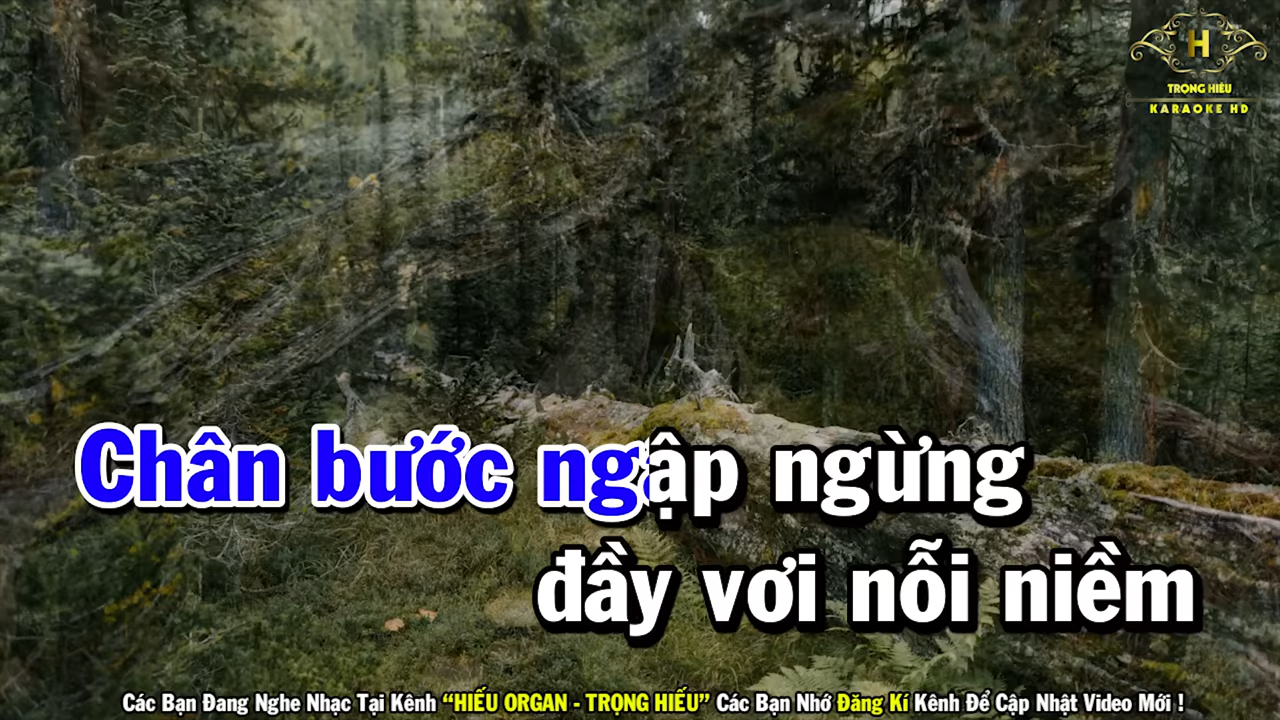 H
TRỌNG HIẾU
KARAOKE HD
Chân bước ngập ngừng
đầy vơi nỗi niềm
Các Bạn Đang Nghe Nhạc Tại Kênh “HIẾU ORGAN - TRỌNG HIẾU” Các Bạn Nhớ Đăng Kí Kênh Để Cập Nhật Video Mới !